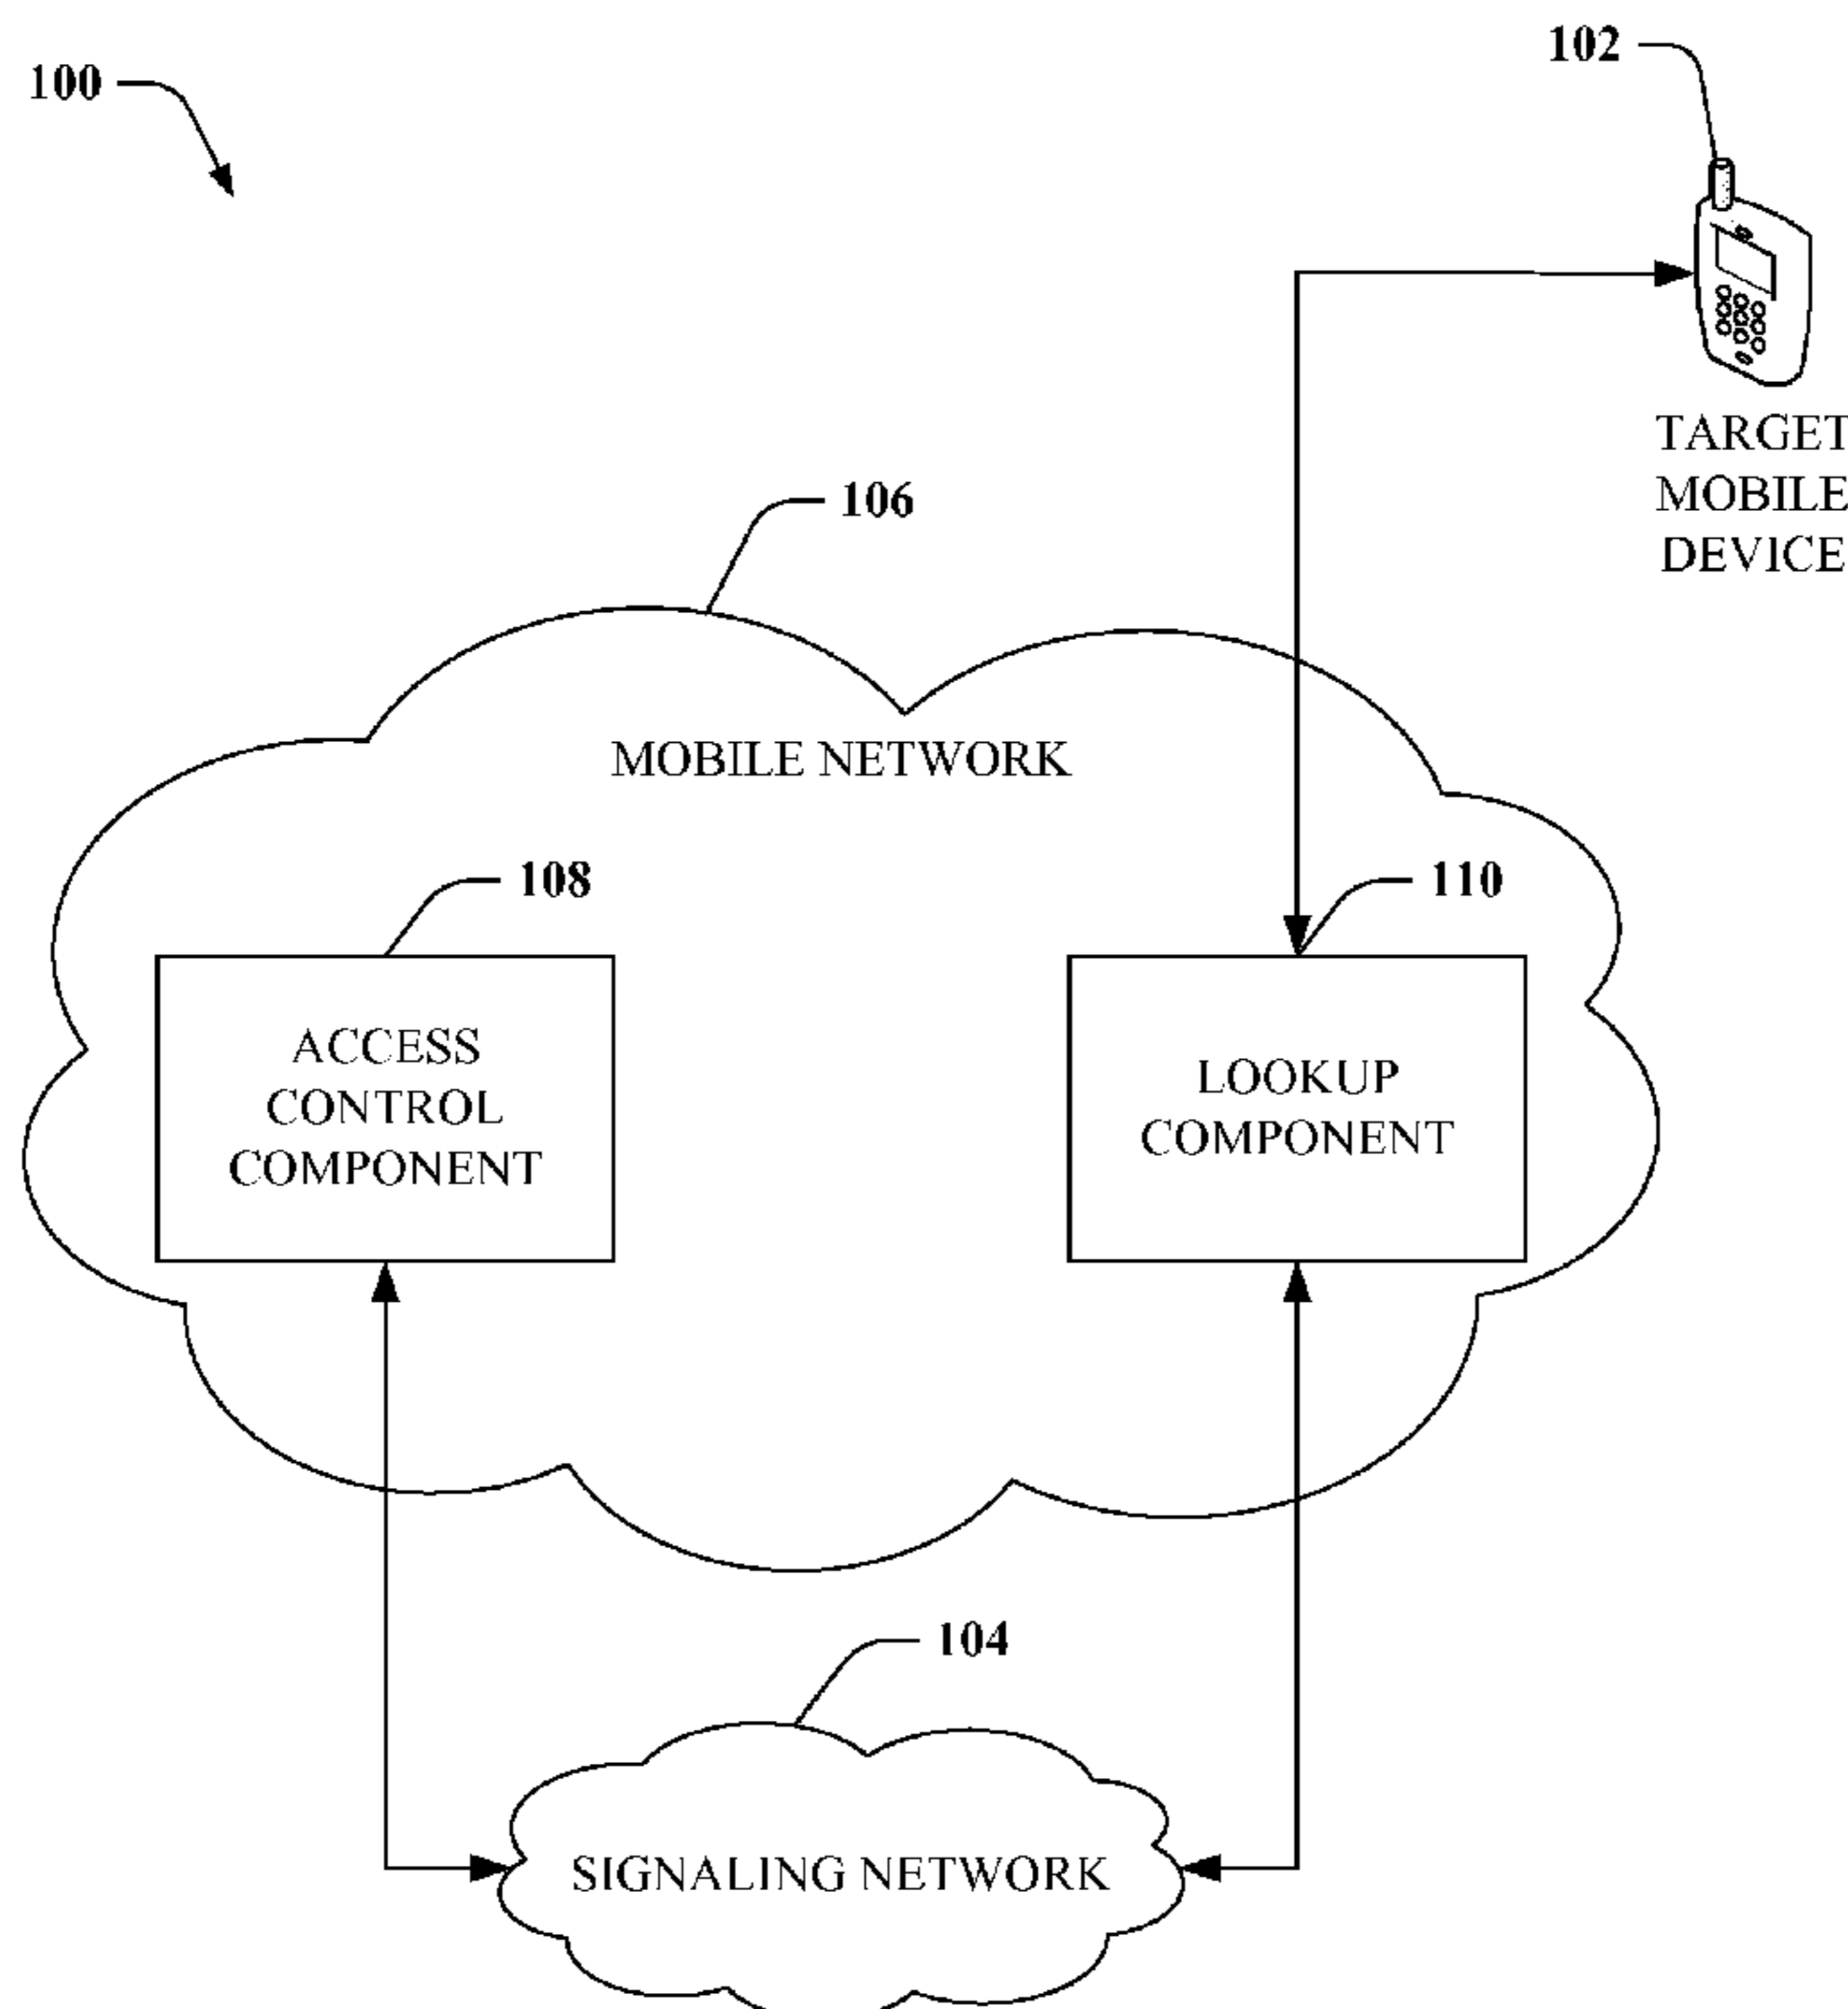 102
100
TARGET
MOBILE
DEVICE
106
MOBILE NETWORK
108
110
ACCESS
CONTROL
COMPONENT
LOOKUP
COMPONENT
104
SIGNALING NETWORK